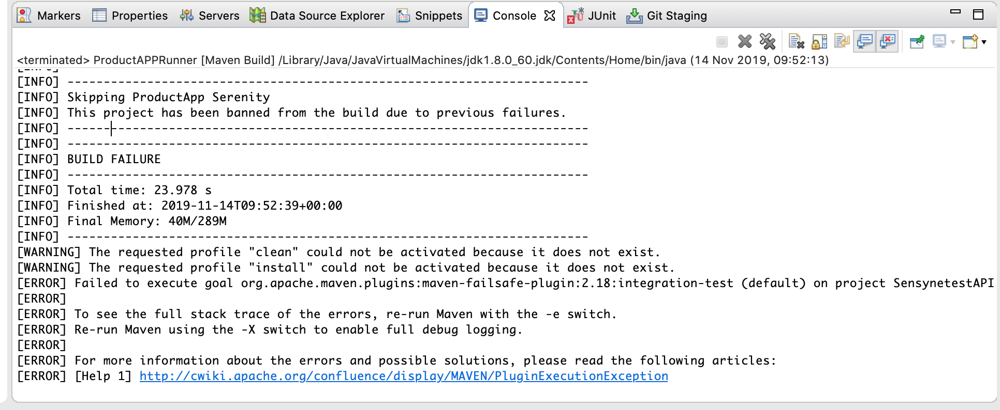 Markers Properties Servers Data Source Explorer Snippets Console JUnit Git Staging
<terminated> ProductAPPRunner [Maven Build] /Library/Java/JavaVirtualMachines/jdk1.8.0_60.jdk/Contents/Home/bin/java (14 Nov 2019, 09:52:13)
[INFO]
[INFO] ------------------------------------------------------------------------
[INFO] Skipping ProductApp Serenity
[INFO] This project has been banned from the build due to previous failures.
[INFO] ------------------------------------------------------------------------
[INFO] ------------------------------------------------------------------------
[INFO] BUILD FAILURE
[INFO] ------------------------------------------------------------------------
[INFO] Total time: 23.978 s
[INFO] Finished at: 2019-11-14T09:52:39+00:00
[INFO] Final Memory: 40M/289M
[INFO] ------------------------------------------------------------------------
[WARNING] The requested profile "clean" could not be activated because it does not exist.
[WARNING] The requested profile "install" could not be activated because it does not exist.
[ERROR] Failed to execute goal org.apache.maven.plugins:maven-failsafe-plugin:2.18:integration-test (default) on project SensynetestAPI
[ERROR]
[ERROR] To see the full stack trace of the errors, re-run Maven with the -e switch.
[ERROR] Re-run Maven using the -X switch to enable full debug logging.
[ERROR]
[ERROR] For more information about the errors and possible solutions, please read the following articles:
[ERROR] [Help 1] http://cwiki.apache.org/confluence/display/MAVEN/PluginExecutionException